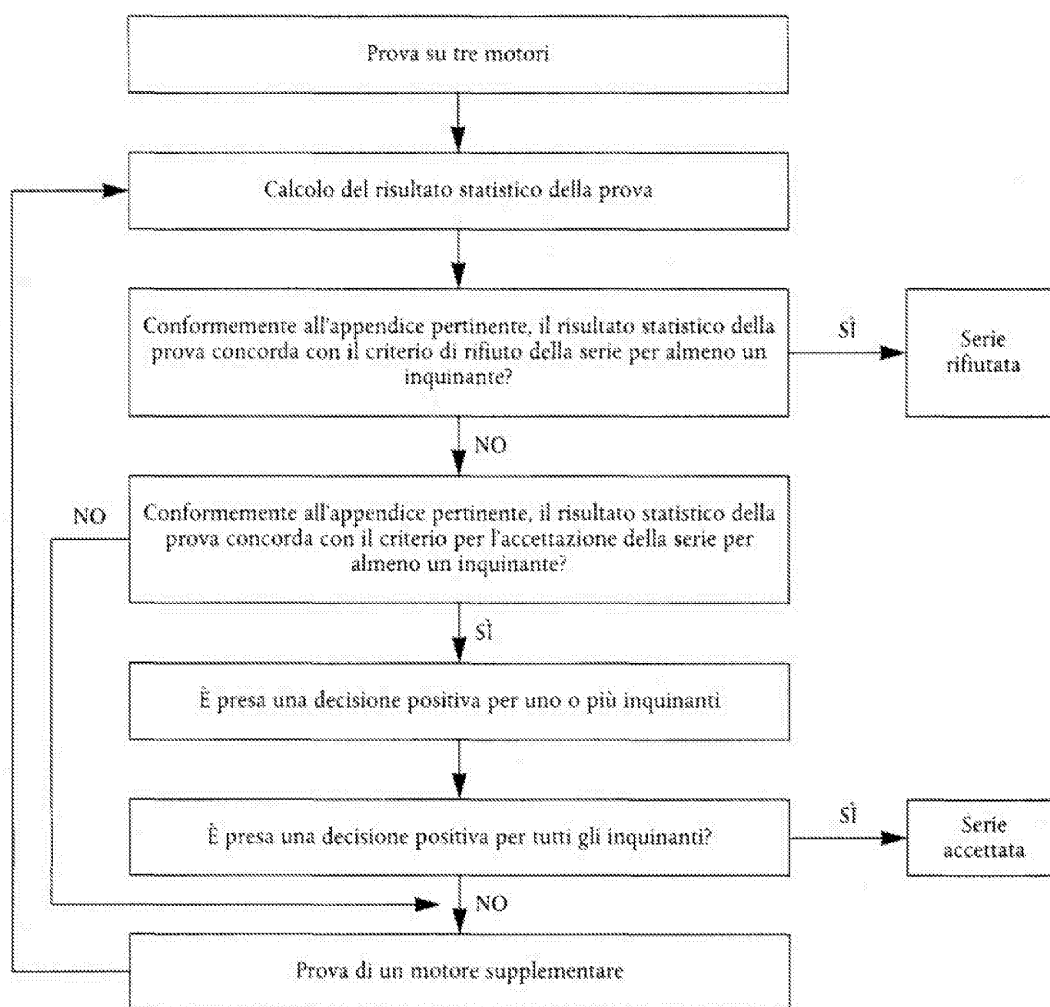 Prova su tre motori
Calcolo del risultato statistico della prova
Conformemente all'appendice pertinente, il risultato statistico della
prova concorda con il criterio di rifiuto della serie per almeno un
inquinante?
SÌ
Serie
rifiutata
NO
NO
Conformemente all'appendice pertinente, il risultato statistico della
prova concorda con il criterio per l'accettazione della serie per
almeno un inquinante?
SÌ
È presa una decisione positiva per uno o più inquinanti
È presa una decisione positiva per tutti gli inquinanti?
SÌ
Serie
accettata
NO
Prova di un motore supplementare